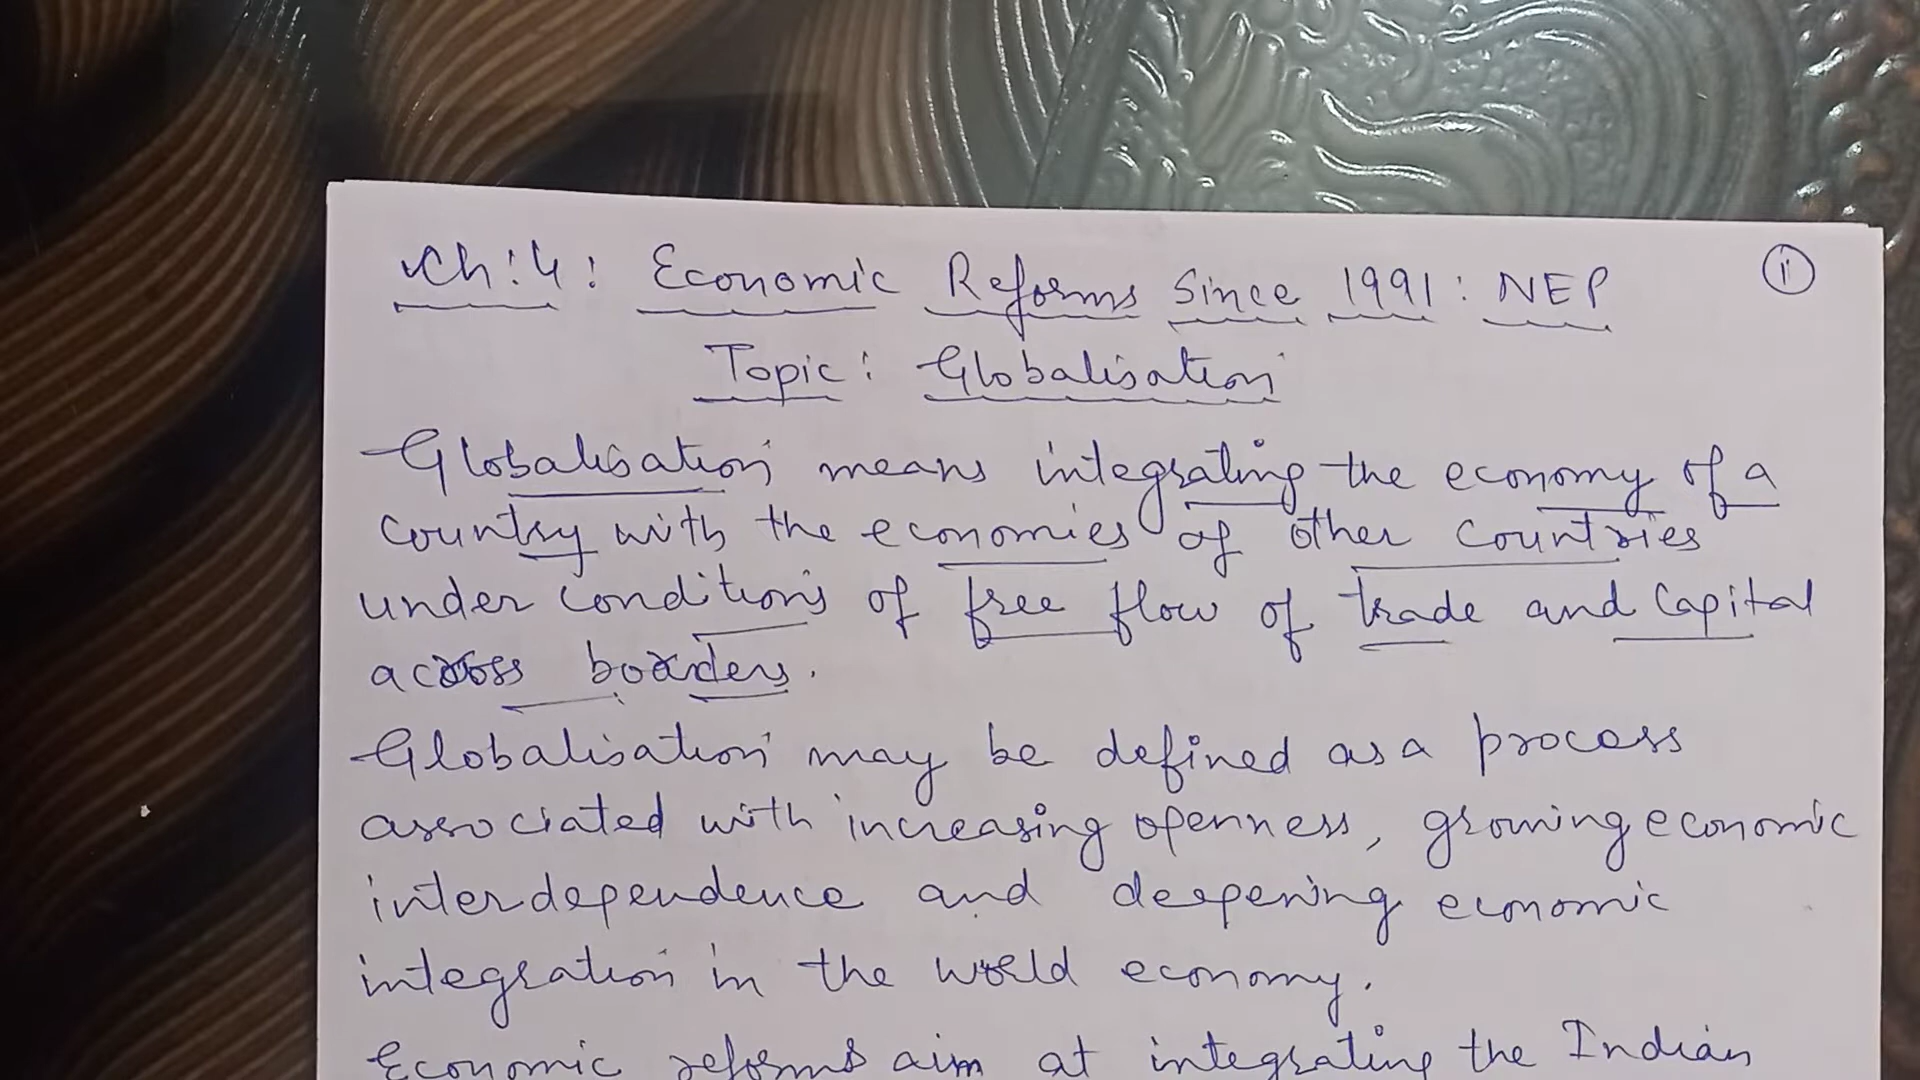 Ch:4: Economic Reforms Since 1991: NEP
11
Topic: Globalisation
Globalisation means integrating the economy of a
country with the economies of other countries
under conditions of free flow of trade and capital
across borders.
Globalisation may be defined as a process
associated with increasing openness, growing economic
interdependence and deepening economic
integration in the world economy.
Economic reforms aim at integrating the Indian